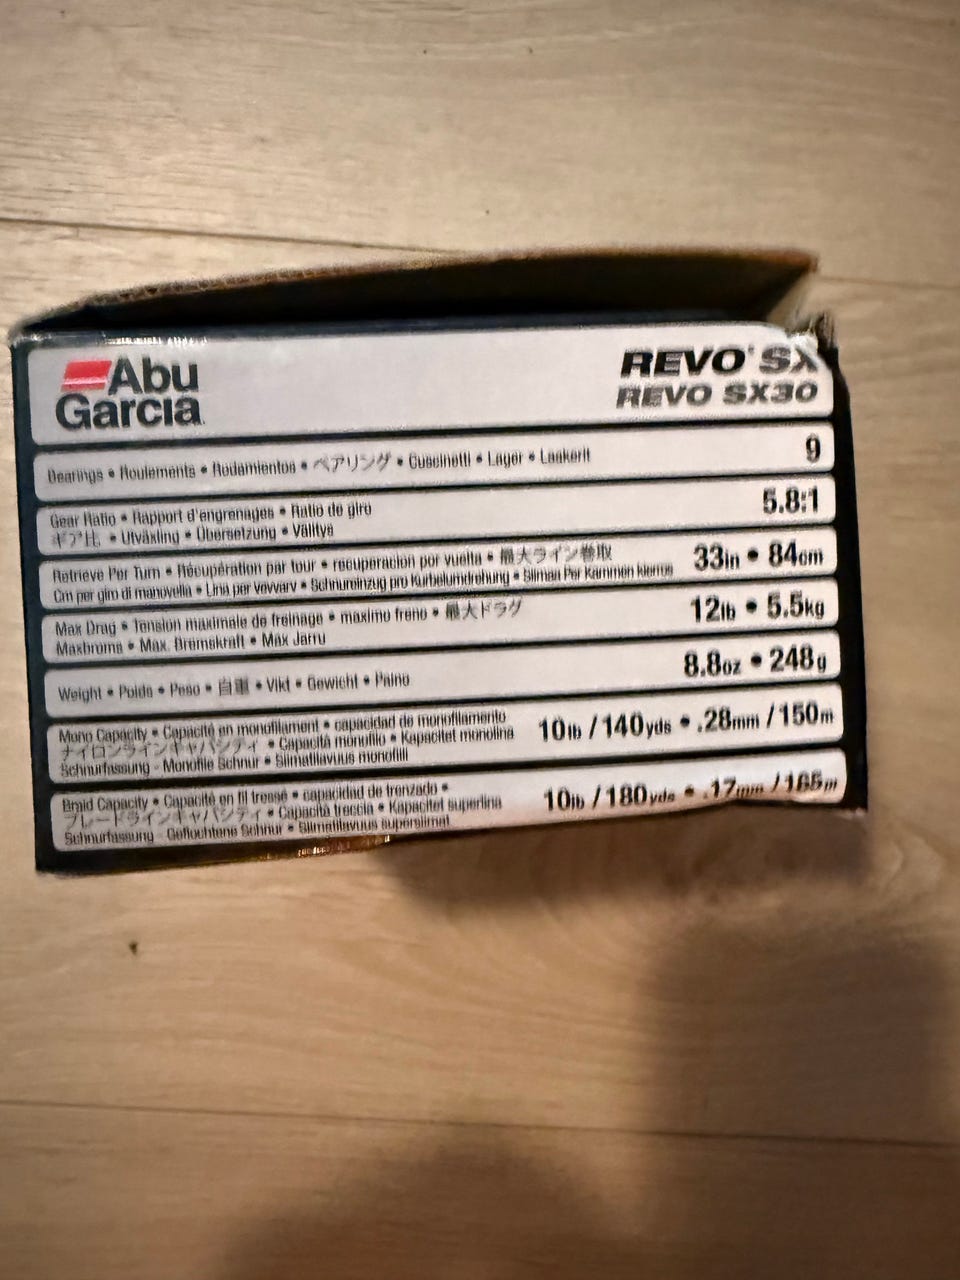 Abu
Garcia
REVO® SX
REVO SX30
Bearings • Roulements • Rodamientos • ベアリング • Cuscinetti • Lager • Laakerit
9
Gear Ratio • Rapport d'engrenages • Ratio de giro
ギア比 • Utväxling • Übersetzung • Välitys
5.8:1
Retrieve Per Turn • Récupération par tour • recuperacion por vuelta • 最大ライン巻取
Cm per giro di manovella • Lina per vevvarv • Schnureinzug pro Kurbelumdrehung • Siiman Per Kammen kierros
33in • 84cm
Max Drag • Tension maximale de freinage • maximo freno • 最大ドラグ
Maxbroms • Max. Bremskraft • Max Jarru
12lb • 5.5kg
Weight • Poids • Peso • 自重 • Vikt • Gewicht • Paino
8.8oz • 248g
Mono Capacity • Capacité en monofilament • capacidad de monofilamento
ナイロンラインキャパシティ • Capacità monofilo • Kapacitet monolina
Schnurfassung - Monofile Schnur • Siimatilavuus monofiili
10lb / 140yds • .28mm / 150m
Braid Capacity • Capacité en fil tressé • capacidad de trenzado •
ブレードラインキャパシティ • Capacità treccia • Kapacitet superlina
Schnurfassung - Geflochtene Schnur • Siimatilavuus superslimat
10lb / 180yds • .17mm / 165m